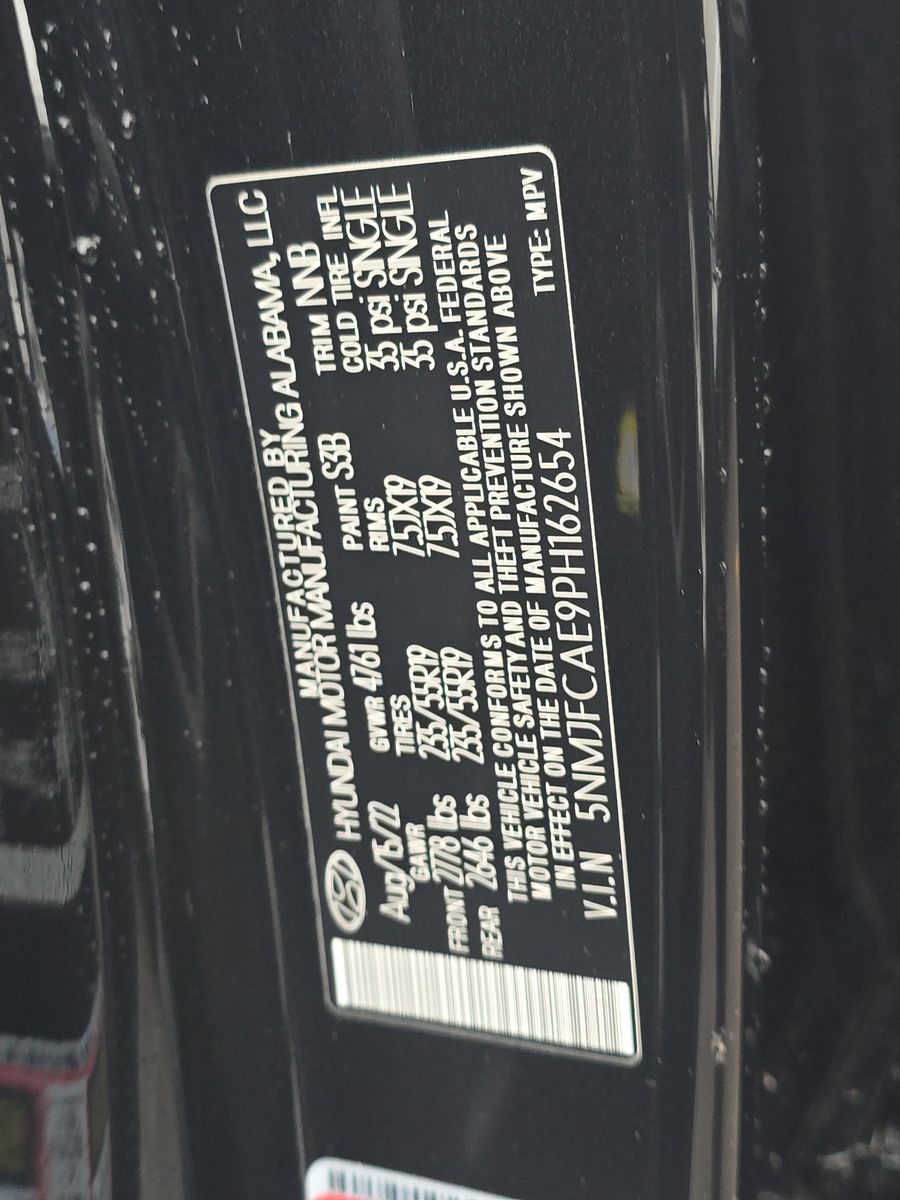 MANUFACTURED BY
HYUNDAI MOTOR MANUFACTURING ALABAMA, LLC
Aug/15/22 GVWR 4761 lbs PAINT S3B TRIM NNB
GAWR TIRES RIMS COLD TIRE INFL
FRONT 2778 lbs 235/55R19 7.5JX19 35 psi SINGLE
REAR 2646 lbs 235/55R19 7.5JX19 35 psi SINGLE
THIS VEHICLE CONFORMS TO ALL APPLICABLE U.S.A. FEDERAL
MOTOR VEHICLE SAFETY AND THEFT PREVENTION STANDARDS
IN EFFECT ON THE DATE OF MANUFACTURE SHOWN ABOVE
V.I.N 5NMJFCAE9PH162654 TYPE: MPV